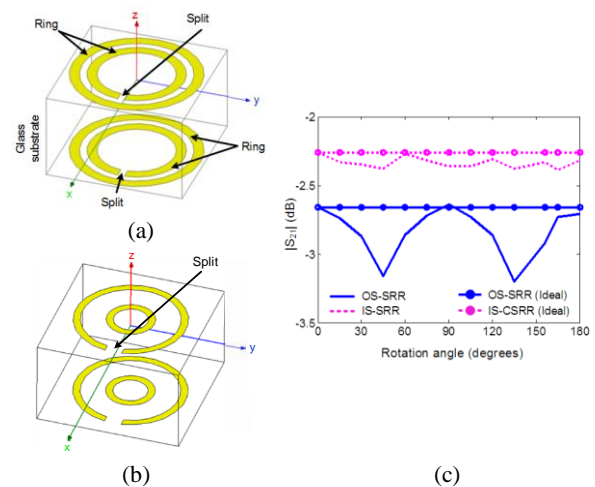 z
Split
Ring
y
Glass
substrate
Ring
x
Split
(a)
z
Split
y
x
(b)
-2
-2.5
-3
-3.5
|S21| (dB)
OS-SRR
IS-SRR
OS-SRR (Ideal)
IS-CSRR (Ideal)
0 30 60 90 120 150 180
Rotation angle (degrees)
(c)